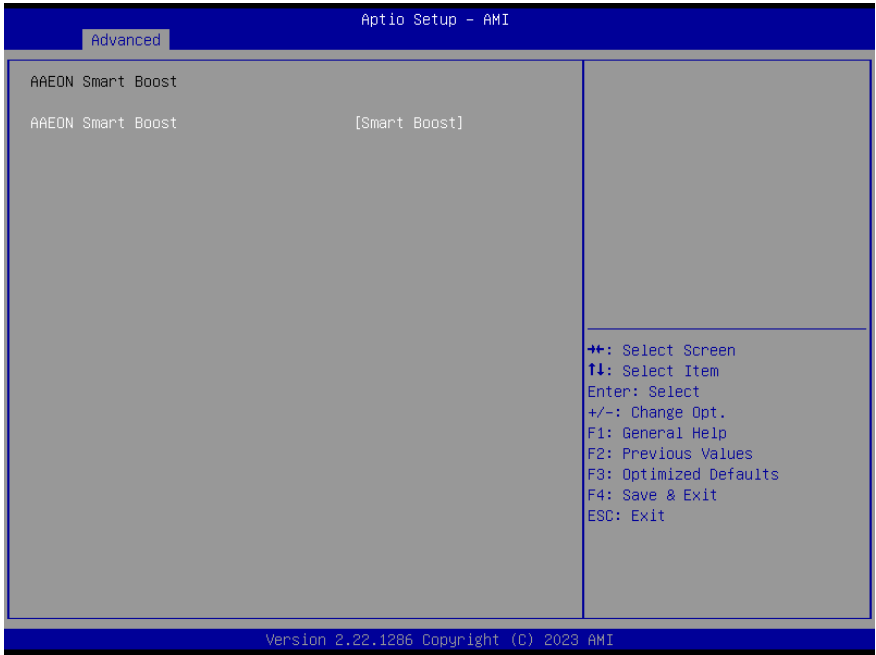 Aptio Setup - AMI
Advanced
AAEON Smart Boost
AAEON Smart Boost [Smart Boost]
→←: Select Screen
↑↓: Select Item
Enter: Select
+/-: Change Opt.
F1: General Help
F2: Previous Values
F3: Optimized Defaults
F4: Save & Exit
ESC: Exit
Version 2.22.1286 Copyright (C) 2023 AMI